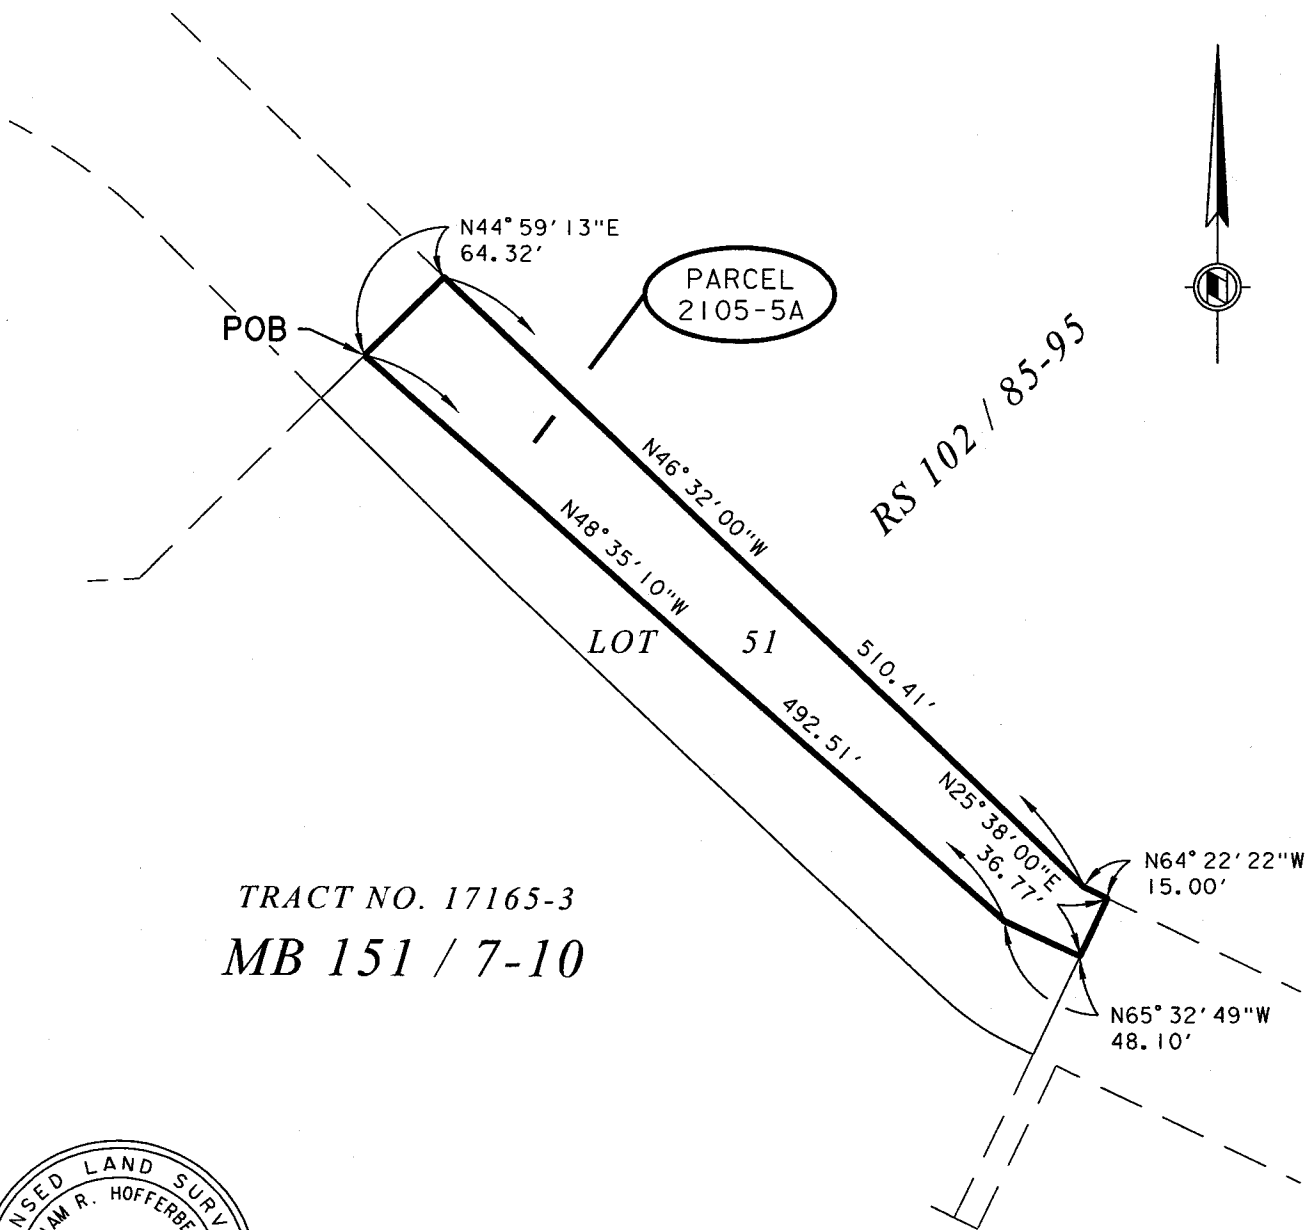 N44°59'13"E
64.32'
PARCEL
2105-5A
POB
RS 102 / 85-95
N46°32'00"W
510.41'
N48°35'10"W
492.51'
LOT 51
N25°38'00"E
36.77'
N64°22'22"W
15.00'
TRACT NO. 17165-3
MB 151 / 7-10
N65°32'49"W
48.10'
LAND
R. HOFFERBE